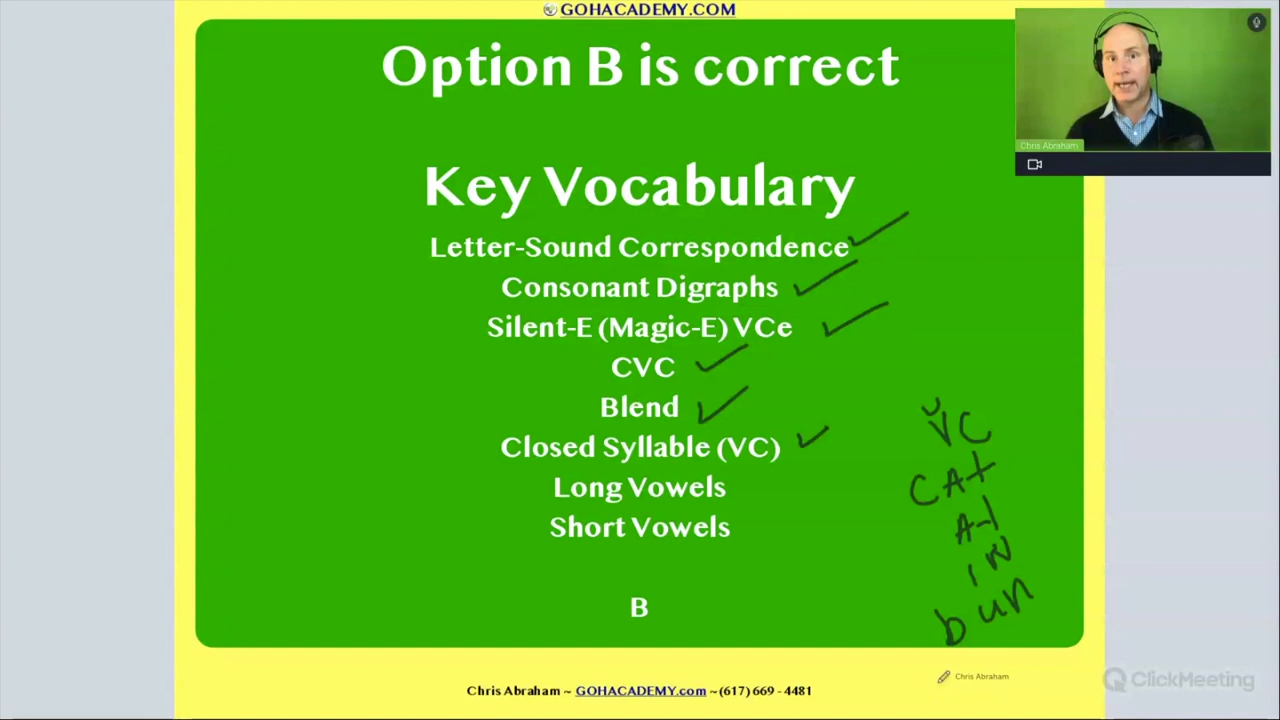 GOHACADEMY.COM
Option B is correct
Key Vocabulary
Letter-Sound Correspondence
Consonant Digraphs
Silent-E (Magic-E) VCe
CVC
Blend
Closed Syllable (VC)
Long Vowels
Short Vowels
B
VC
CAt
At
iN
bun
Chris Abraham
Chris Abraham
Chris Abraham ~ GOHACADEMY.com ~(617) 669 - 4481
ClickMeeting